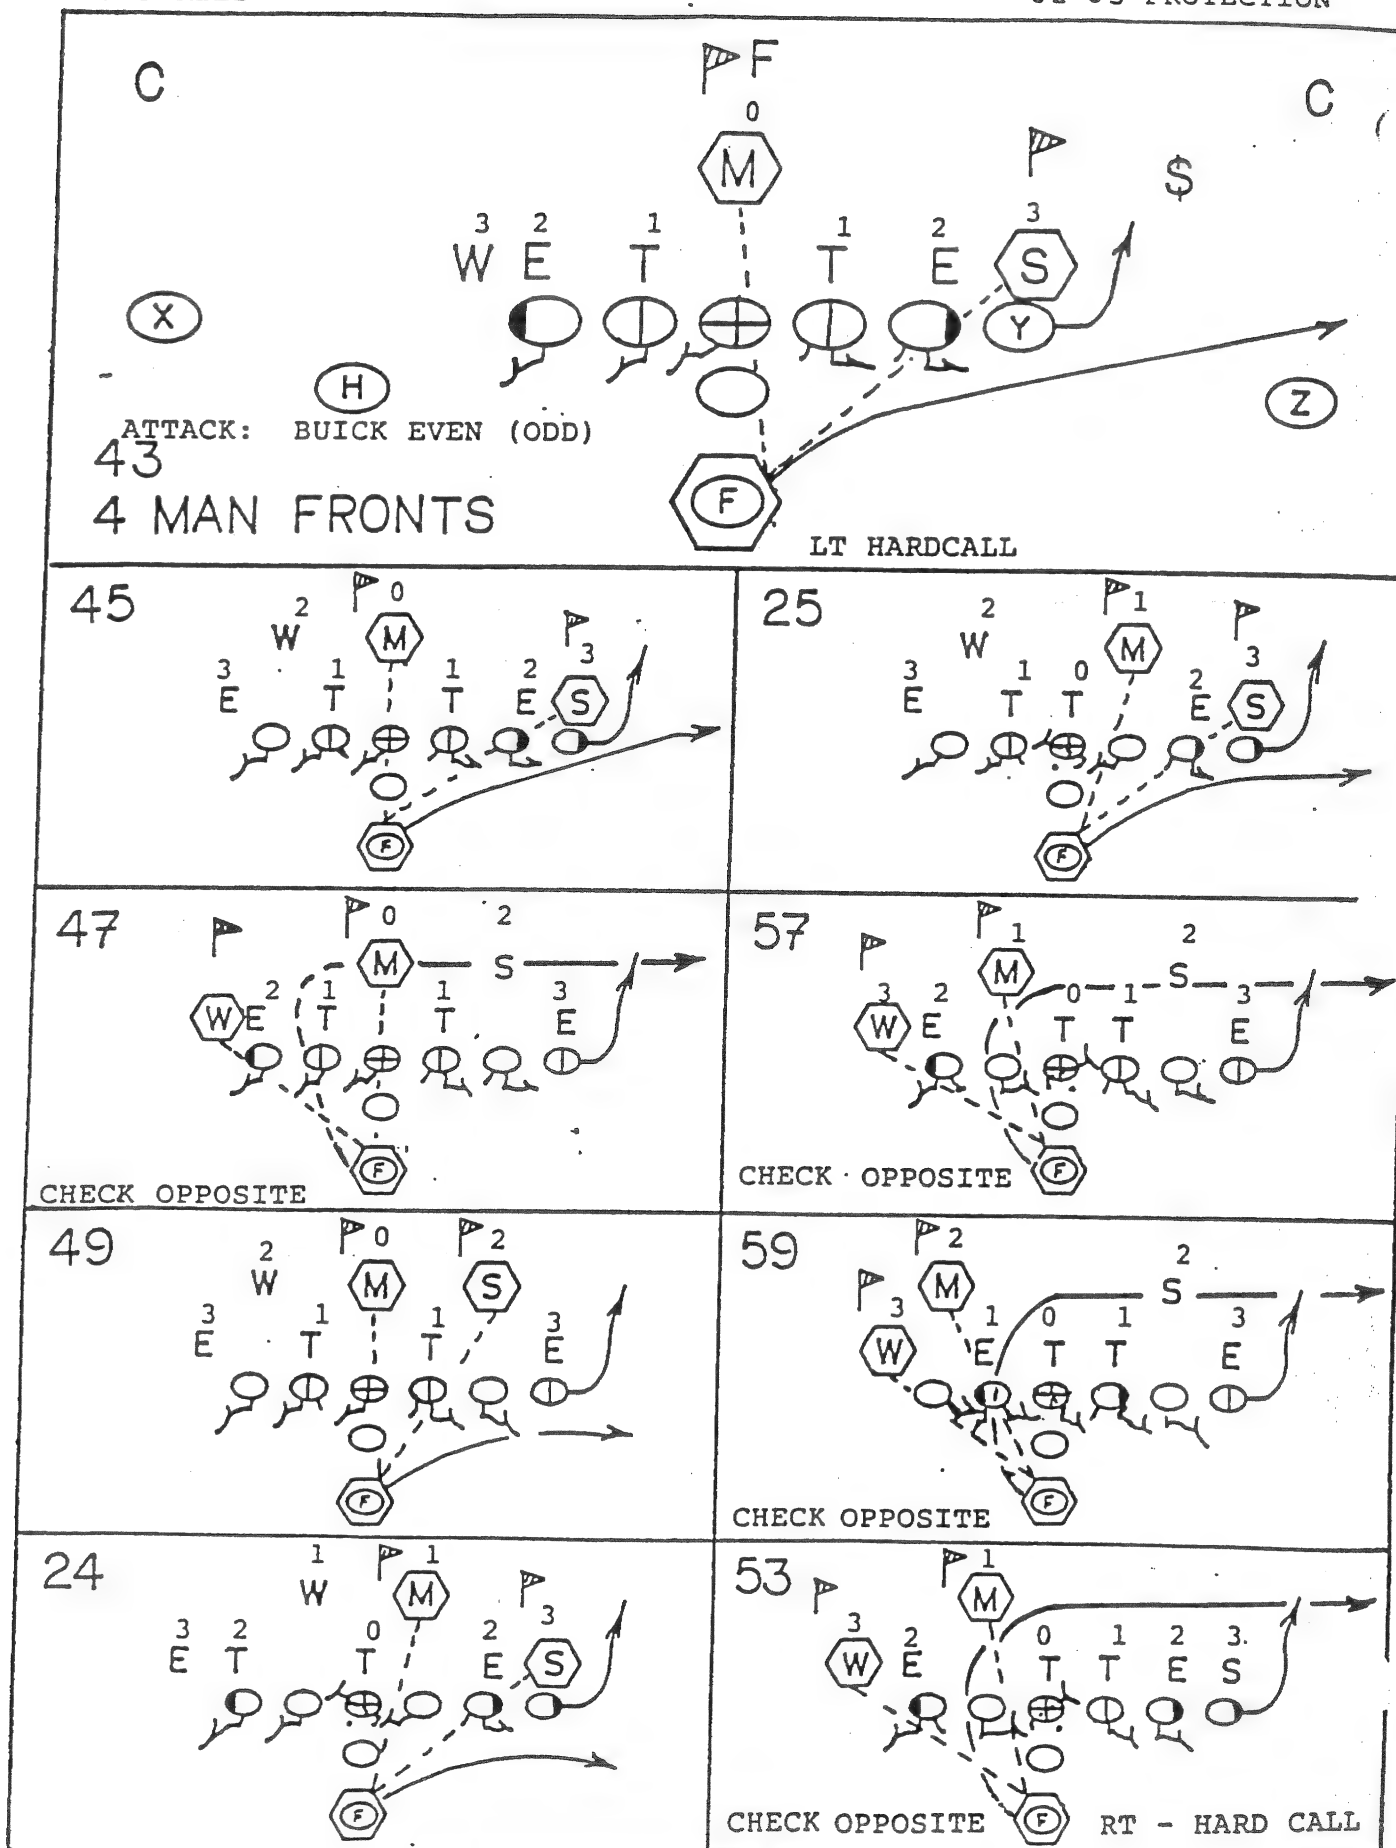 PROTECTION
C F C
0
M
$
3 2 1 1 2 3
W E T T E S
X Y
H Z
ATTACK: BUICK EVEN (ODD)
43
4 MAN FRONTS
F
LT HARDCALL
45
2 0
W M
3 1 1 2 3
E T T E S
F
25
2 1
W M
3 1 0 2 3
E T T E S
F
47
0 2
M S
2 1 1 3
W E T T E
F
CHECK OPPOSITE
57
1 2
M S
3 2 0 1 3
W E T T E
F
CHECK OPPOSITE
49
2 0 2
W M S
3 1 1 3
E T T E
F
59
2 2
M S
3 1 0 1 3
W E T T E
F
CHECK OPPOSITE
24
1 1
W M
3 2 0 2 3
E T T E S
F
53
1
M
3 2 0 1 2 3.
W E T T E S
F
CHECK OPPOSITE RT - HARD CALL